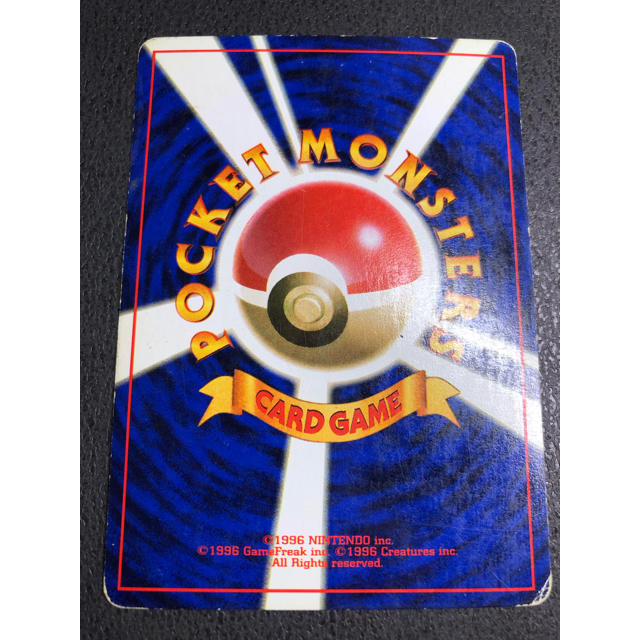 POCKET MONSTERS
CARD GAME
©1996 NINTENDO inc.
©1996 GameFreak inc. ©1996 Creatures inc.
All Rights reserved.